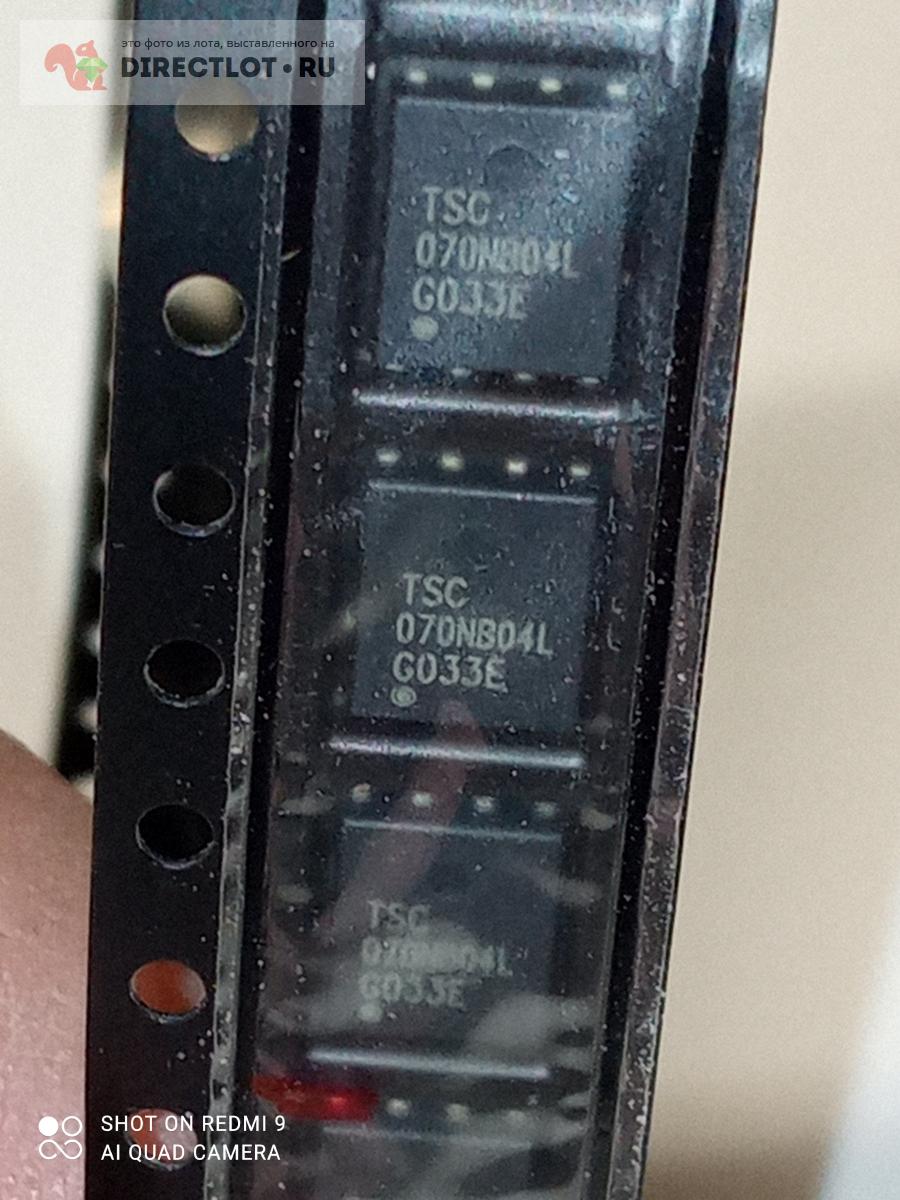 это фото из лота, выставленного на
DIRECTLOT.RU
TSC
070NB04L
G033E
TSC
070NB04L
G033E
TSC
070NB04L
G033E
SHOT ON REDMI 9
AI QUAD CAMERA